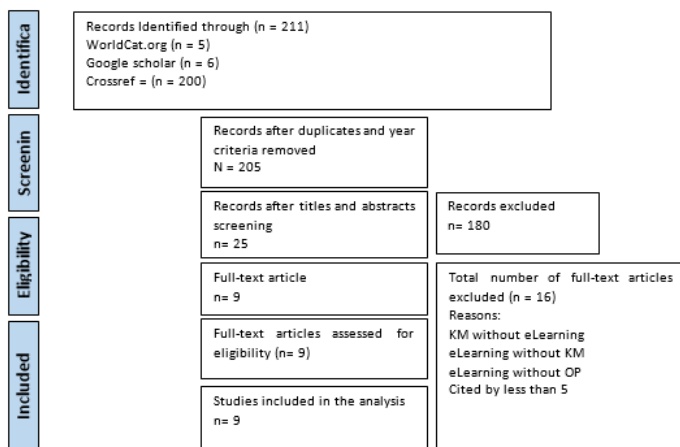 Identifica
Records Identified through (n = 211)
WorldCat.org (n = 5)
Google scholar (n = 6)
Crossref = (n = 200)
Screenin
Records after duplicates and year
criteria removed
N = 205
Records after titles and abstracts
screening
n= 25
Records excluded
n= 180
Eligibility
Full-text article
n= 9
Total number of full-text articles
excluded (n = 16)
Reasons:
KM without eLearning
eLearning without KM
eLearning without OP
Cited by less than 5
Included
Full-text articles assessed for
eligibility (n= 9)
Studies included in the analysis
n= 9